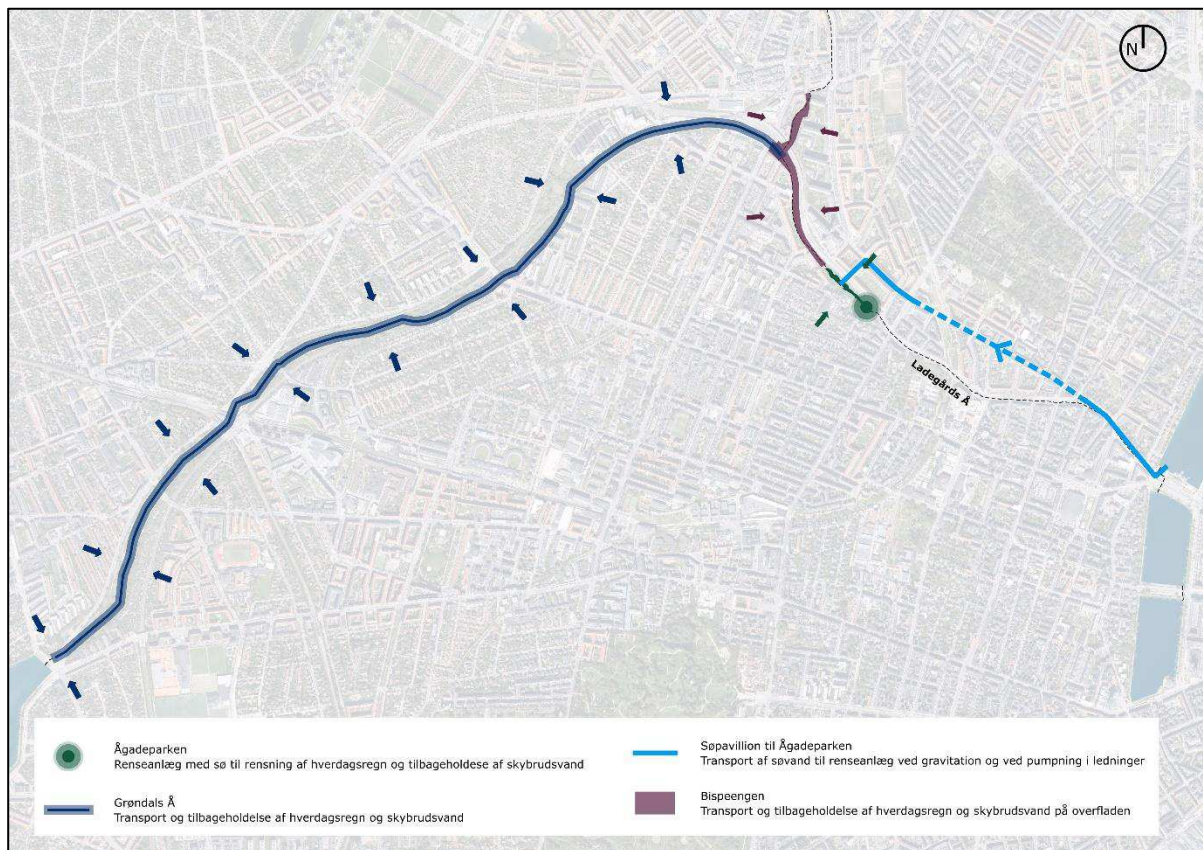 N
Ladegårds Å
Ågadeparken
Renseanlæg med sø til rensning af hverdagsregn og tilbageholdese af skybrudsvand
Grøndals Å
Transport og tilbageholdelse af hverdagsregn og skybrudsvand
Søpavillion til Ågadeparken
Transport af søvand til renseanlæg ved gravitation og ved pumpning i ledninger
Bispeengen
Transport og tilbageholdelse af hverdagsregn og skybrudsvand på overfladen